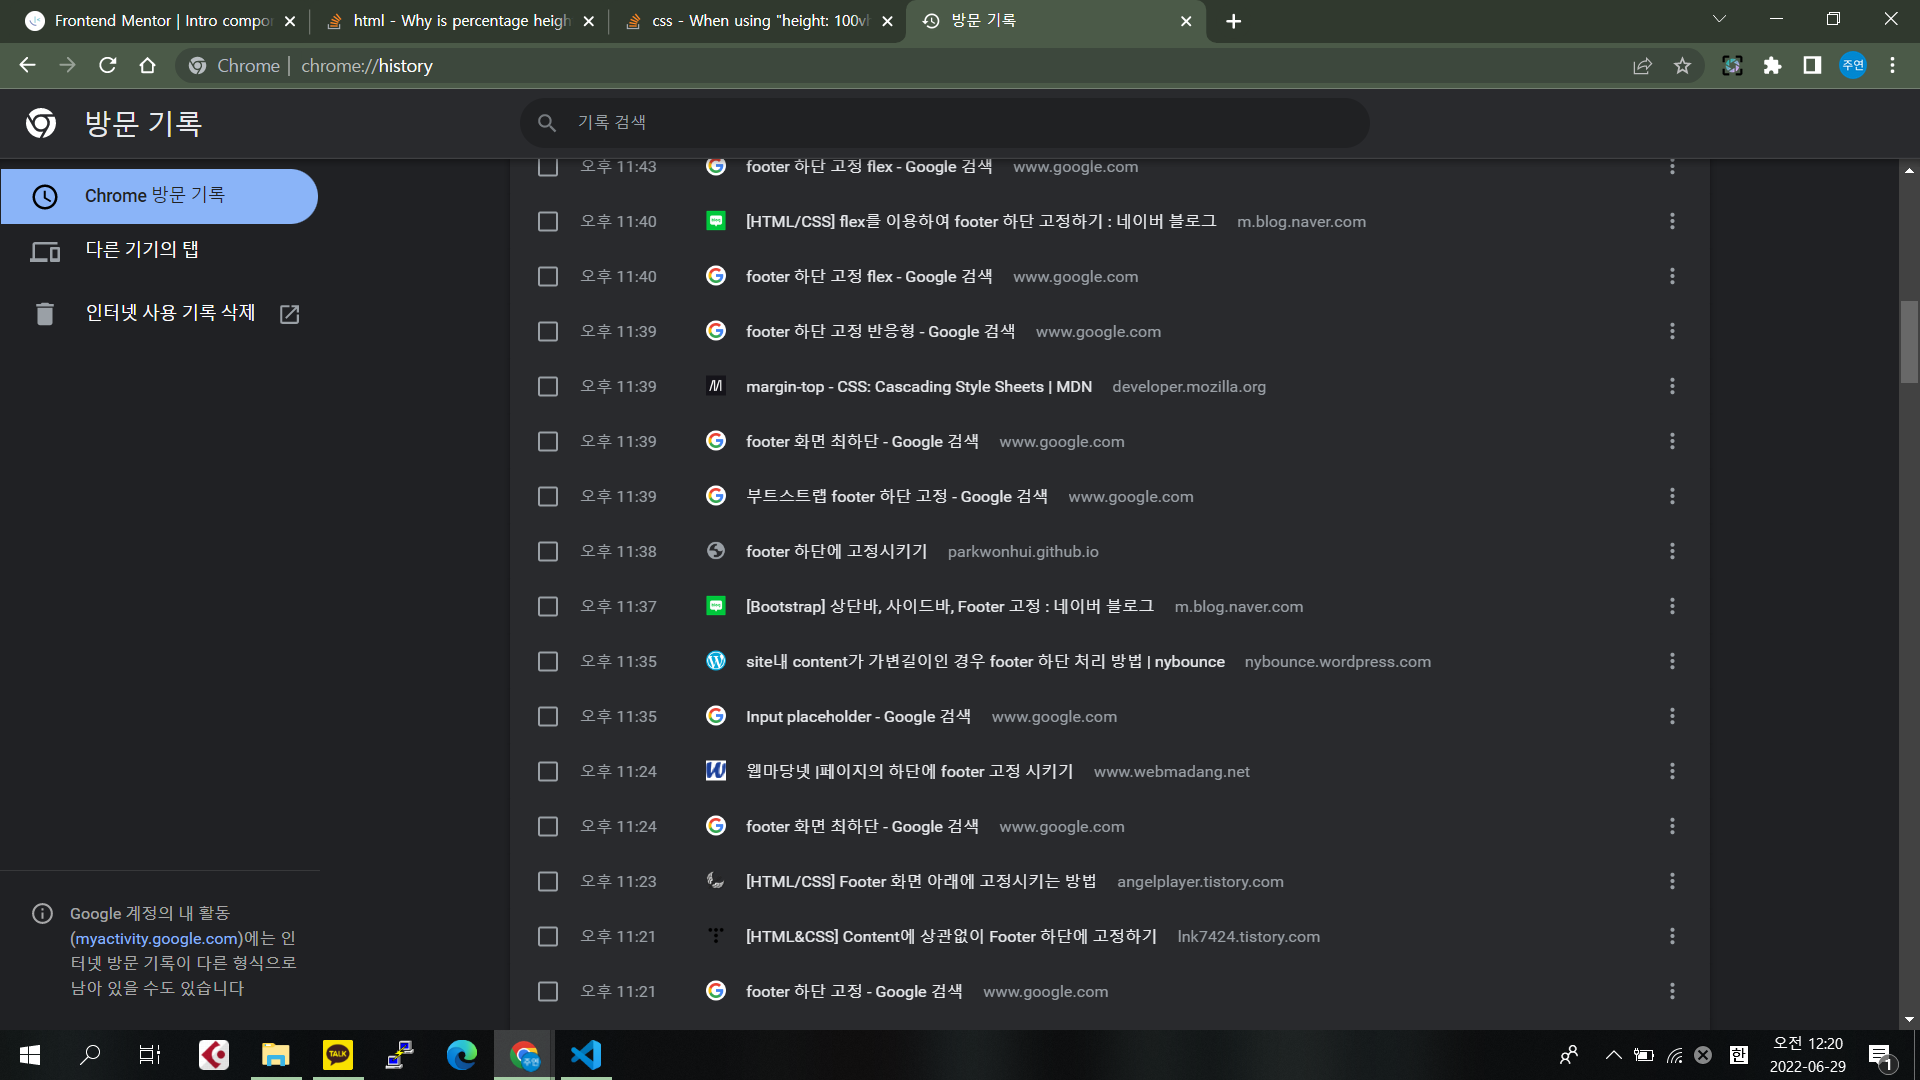 Frontend Mentor | Intro compo
html - Why is percentage heigh
css - When using "height: 100vh
방문 기록
Chrome | chrome://history
주연
방문 기록
기록 검색
Chrome 방문 기록
다른 기기의 탭
인터넷 사용 기록 삭제
오후 11:43 footer 하단 고정 flex - Google 검색 www.google.com
오후 11:40 [HTML/CSS] flex를 이용하여 footer 하단 고정하기 : 네이버 블로그 m.blog.naver.com
오후 11:40 footer 하단 고정 flex - Google 검색 www.google.com
오후 11:39 footer 하단 고정 반응형 - Google 검색 www.google.com
오후 11:39 margin-top - CSS: Cascading Style Sheets | MDN developer.mozilla.org
오후 11:39 footer 화면 최하단 - Google 검색 www.google.com
오후 11:39 부트스트랩 footer 하단 고정 - Google 검색 www.google.com
오후 11:38 footer 하단에 고정시키기 parkwonhui.github.io
오후 11:37 [Bootstrap] 상단바, 사이드바, Footer 고정 : 네이버 블로그 m.blog.naver.com
오후 11:35 site내 content가 가변길이인 경우 footer 하단 처리 방법 | nybounce nybounce.wordpress.com
오후 11:35 Input placeholder - Google 검색 www.google.com
오후 11:24 웹마당넷 |페이지의 하단에 footer 고정 시키기 www.webmadang.net
오후 11:24 footer 화면 최하단 - Google 검색 www.google.com
오후 11:23 [HTML/CSS] Footer 화면 아래에 고정시키는 방법 angelplayer.tistory.com
오후 11:21 [HTML&CSS] Content에 상관없이 Footer 하단에 고정하기 lnk7424.tistory.com
오후 11:21 footer 하단 고정 - Google 검색 www.google.com
Google 계정의 내 활동
(myactivity.google.com)에는 인
터넷 방문 기록이 다른 형식으로
남아 있을 수도 있습니다
TALK
주연
한
오전 12:20
2022-06-29
1